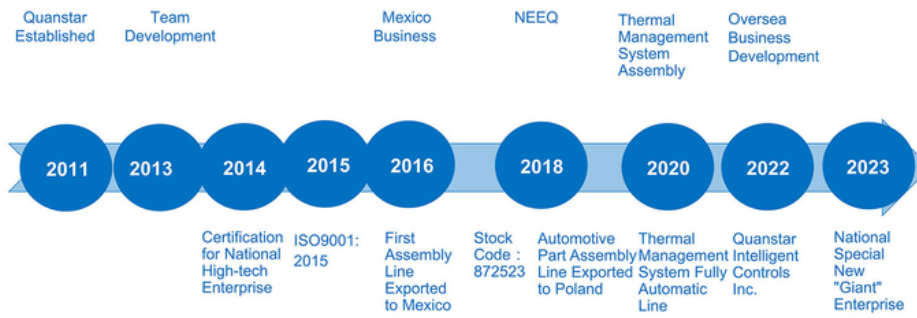 Quanstar
Established
Team
Development
Mexico
Business
NEEQ
Thermal
Management
System
Assembly
Oversea
Business
Development
2011
2013
2014
2015
2016
2018
2020
2022
2023
Certification
for National
High-tech
Enterprise
ISO9001:
2015
First
Assembly
Line
Exported
to Mexico
Stock
Code :
872523
Automotive
Part Assembly
Line Exported
to Poland
Thermal
Management
System Fully
Automatic
Line
Quanstar
Intelligent
Controls
Inc.
National
Special
New
"Giant"
Enterprise